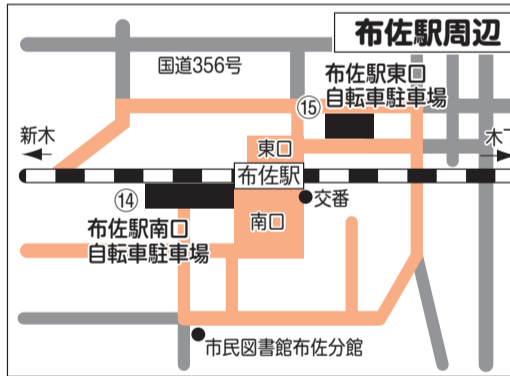 布佐駅周辺
国道356号
布佐駅東口
⑮
自転車駐車場
新木
木下
東口
布佐駅
⑭
交番
布佐駅南口
自転車駐車場
南口
市民図書館布佐分館